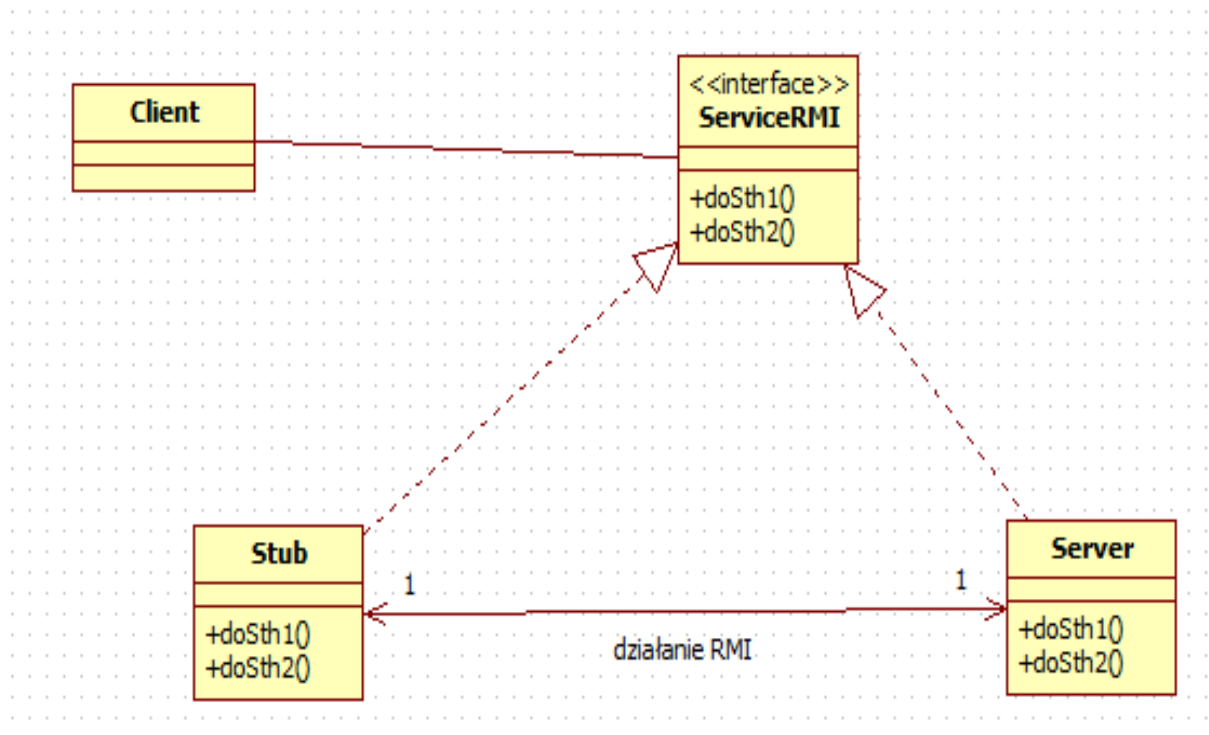 Client
<<interface>>
ServiceRMI
+doSth1()
+doSth2()
Stub
+doSth1()
+doSth2()
1
1
działanie RMI
Server
+doSth1()
+doSth2()